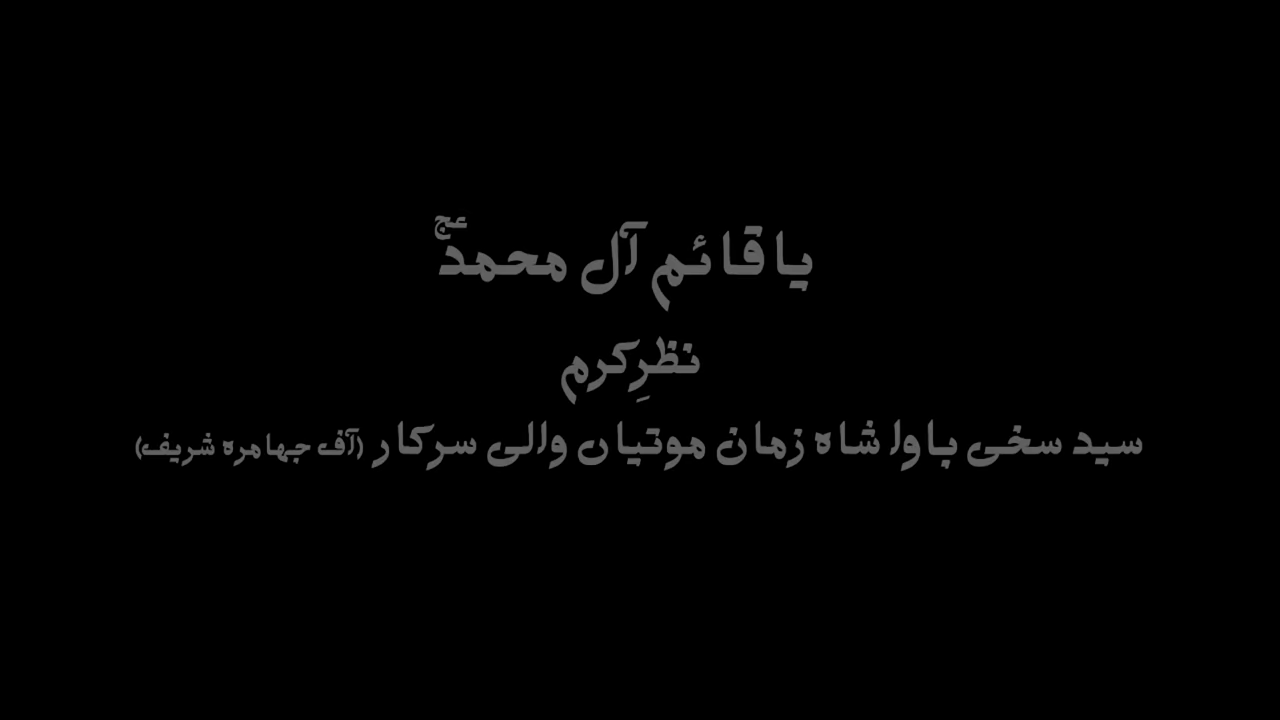 یا قائم آل محمدؐ عج
نظرِ کرم
سید سخی باوا شاہ زمان موتیاں والی سرکار (آف جہامرہ شریف)